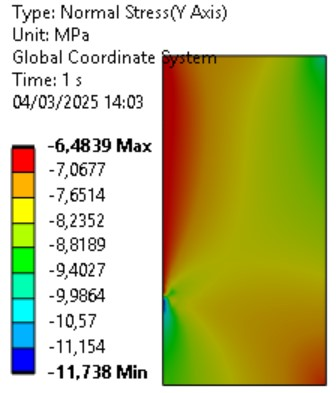 Type: Normal Stress(Y Axis)
Unit: MPa
Global Coordinate System
Time: 1 s
04/03/2025 14:03
-6,4839 Max
-7,0677
-7,6514
-8,2352
-8,8189
-9,4027
-9,9864
-10,57
-11,154
-11,738 Min